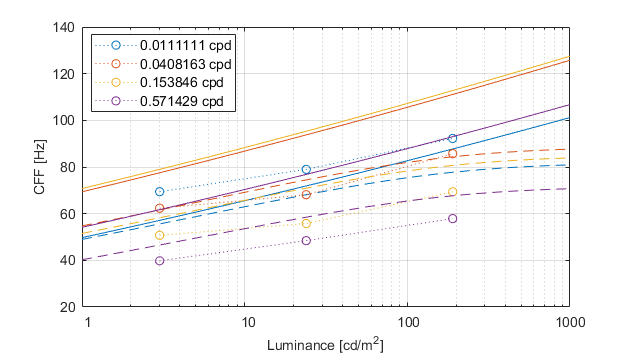 140
120
100
80
60
40
20
CFF [Hz]
0.0111111 cpd
0.0408163 cpd
0.153846 cpd
0.571429 cpd
1 10 100 1000
Luminance [cd/m²]